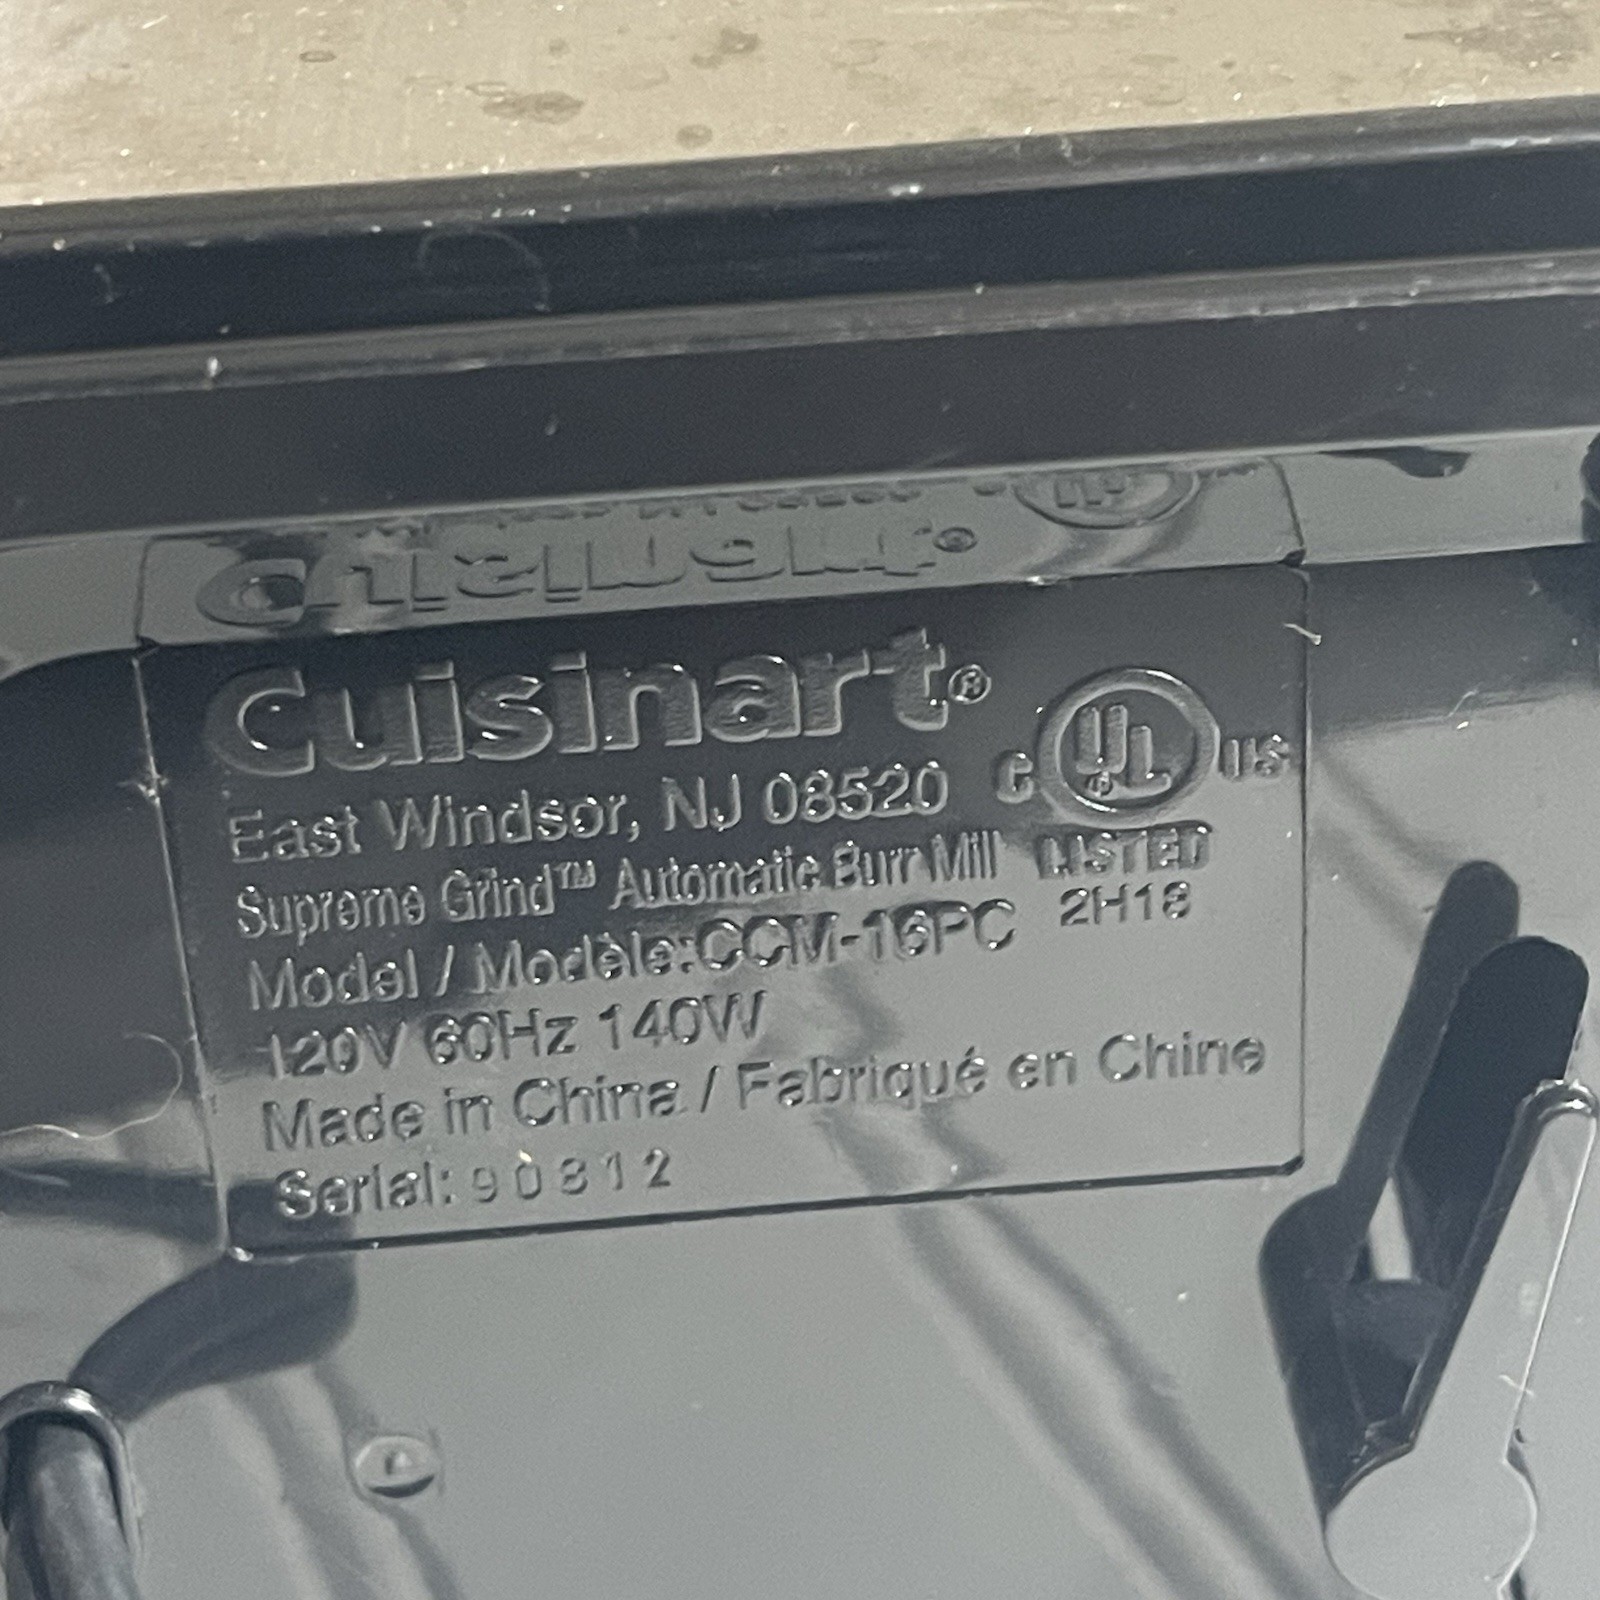 Cuisinart®
East Windsor, NJ 08520
Supreme Grind™ Automatic Burr Mill
Model / Modèle:CCM-16PC
120V 60Hz 140W
Made in China / Fabriqué en Chine
Serial: 90812
C UL® US
LISTED
2H18